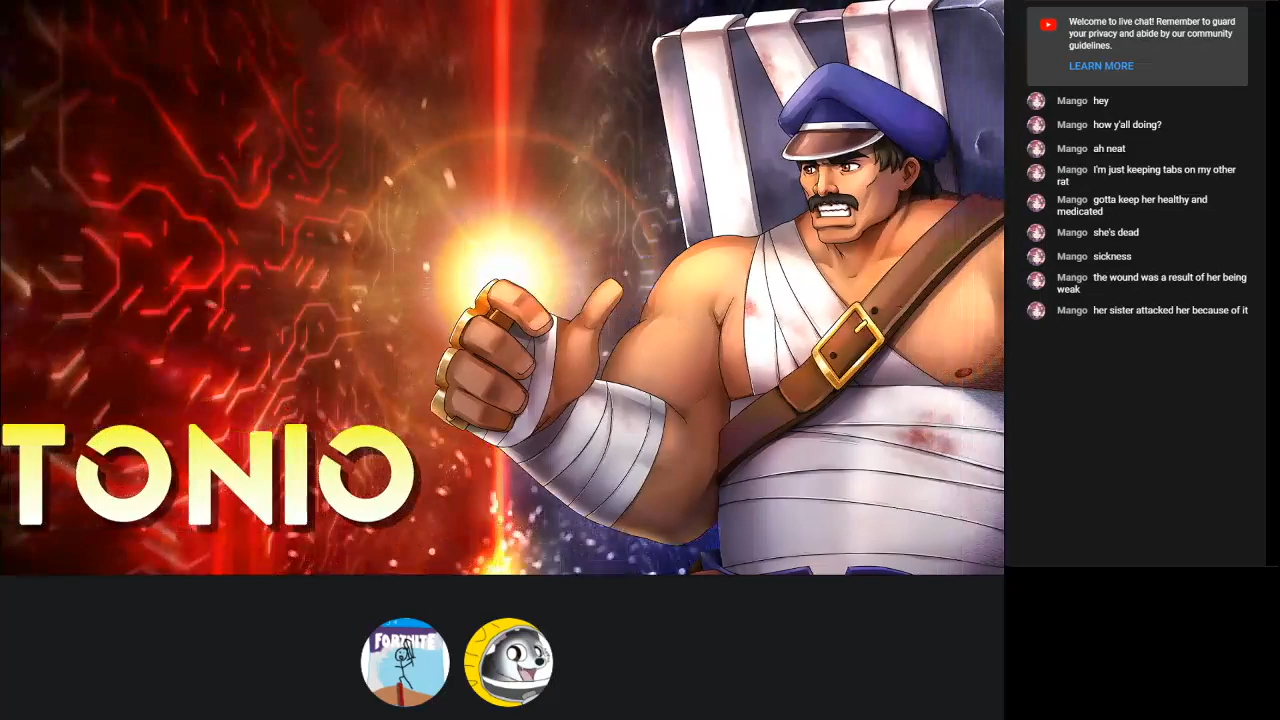 TONIO
FORTNITE
Welcome to live chat! Remember to guard
your privacy and abide by our community
guidelines.
LEARN MORE
Mango hey
Mango how y'all doing?
Mango ah neat
Mango I'm just keeping tabs on my other
rat
Mango gotta keep her healthy and
medicated
Mango she's dead
Mango sickness
Mango the wound was a result of her being
weak
Mango her sister attacked her because of it